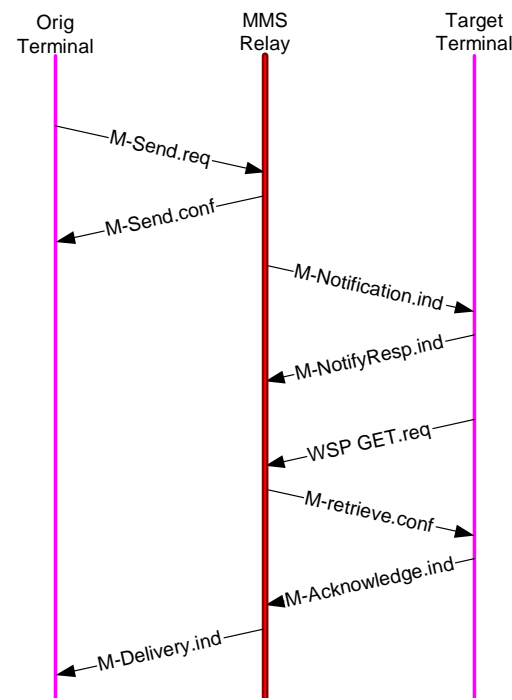 Orig
Terminal
MMS
Relay
Target
Terminal
M-Send.req
M-Send.conf
M-Notification.ind
M-NotifyResp.ind
WSP GET.req
M-retrieve.conf
M-Acknowledge.ind
M-Delivery.ind